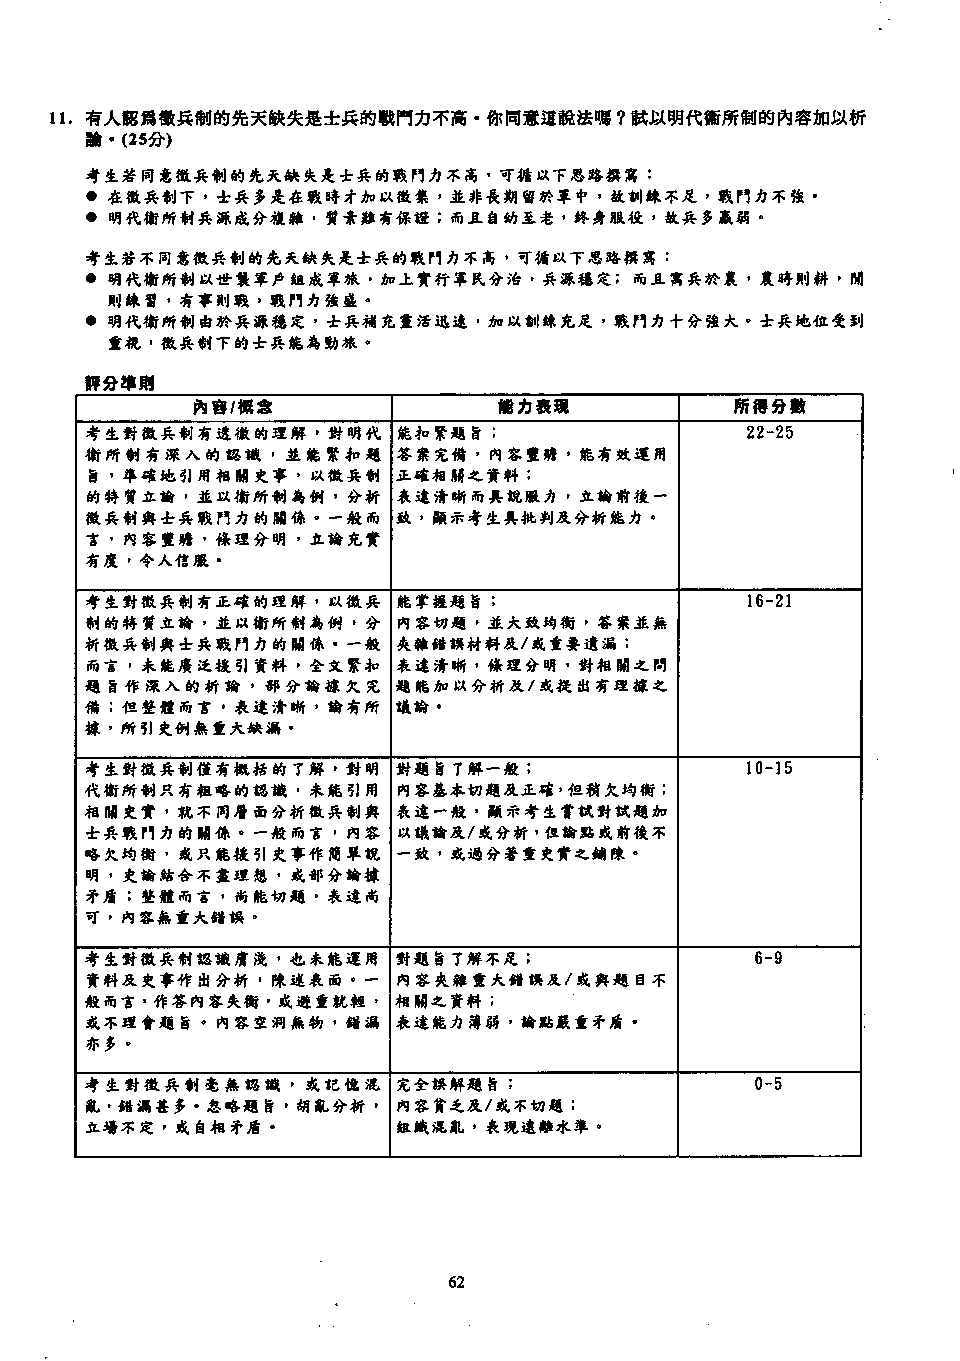 11. 有人認爲徵兵制的先天缺失是士兵的戰鬥力不高。你同意這說法嗎？試以明代衞所制的內容加以析
論。(25分)
考生若同意徵兵制的先天缺失是士兵的戰鬥力不高，可循以下思路撰寫：
● 在徵兵制下，士兵多是在戰時才加以徵集，並非長期留於軍中，故訓練不足，戰鬥力不強。
● 明代衞所制兵源成分複雜，質素難有保證；而且自幼至老，終身服役，故兵多羸弱。
考生若不同意徵兵制的先天缺失是士兵的戰鬥力不高，可循以下思路撰寫：
● 明代衞所制以世襲軍戶組成軍旅，加上實行軍民分治，兵源穩定；而且寓兵於農，農時則耕，閒
則練習，有事則戰，戰鬥力強盛。
● 明代衞所制由於兵源穩定，士兵補充靈活迅速，加以訓練充足，戰鬥力十分強大。士兵地位受到
重視，徵兵制下的士兵能為勁旅。
評分準則
內容/概念 能力表現 所得分數
考生對徵兵制有透徹的理解，對明代
衞所制有深入的認識，並能緊扣題
旨，準確地引用相關史事，以徵兵制
的特質立論，並以衞所制為例，分析
徵兵制與士兵戰鬥力的關係。一般而
言，內容豐贍，條理分明，立論充實
有度，令人信服。
能扣緊題旨；
答案完備，內容豐贍，能有效運用
正確相關之資料；
表達清晰而具說服力，立論前後一
致，顯示考生具批判及分析能力。
22-25
考生對徵兵制有正確的理解，以徵兵
制的特質立論，並以衞所制為例，分
析徵兵制與士兵戰鬥力的關係。一般
而言，未能廣泛援引資料，全文緊扣
題旨作深入的析論，部分論據欠完
備；但整體而言，表達清晰，論有所
據，所引史例無重大缺漏。
能掌握題旨；
內容切題，並大致均衡，答案並無
夾雜錯誤材料及/或重要遺漏；
表達清晰，條理分明，對相關之問
題能加以分析及/或提出有理據之
議論。
16-21
考生對徵兵制僅有概括的了解，對明
代衞所制只有粗略的認識，未能引用
相關史實，就不同層面分析徵兵制與
士兵戰鬥力的關係。一般而言，內容
略欠均衡，或只能援引史事作簡單說
明，史論結合不盡理想，或部分論據
矛盾；整體而言，尚能切題，表達尚
可，內容無重大錯誤。
對題旨了解一般；
內容基本切題及正確，但稍欠均衡；
表達一般，顯示考生嘗試對試題加
以議論及/或分析，但論點或前後不
一致，或過分著重史實之鋪陳。
10-15
考生對徵兵制認識膚淺，也未能運用
資料及史事作出分析，陳述表面。一
般而言，作答內容失衡，或避重就輕，
或不理會題旨。內容空洞無物，錯漏
亦多。
對題旨了解不足；
內容夾雜重大錯誤及/或與題目不
相關之資料；
表達能力薄弱，論點嚴重矛盾。
6-9
考生對徵兵制毫無認識，或記憶混
亂，錯漏甚多。忽略題旨，胡亂分析，
立場不定，或自相矛盾。
完全誤解題旨；
內容貧乏及/或不切題；
組織混亂，表現遠離水準。
0-5
62